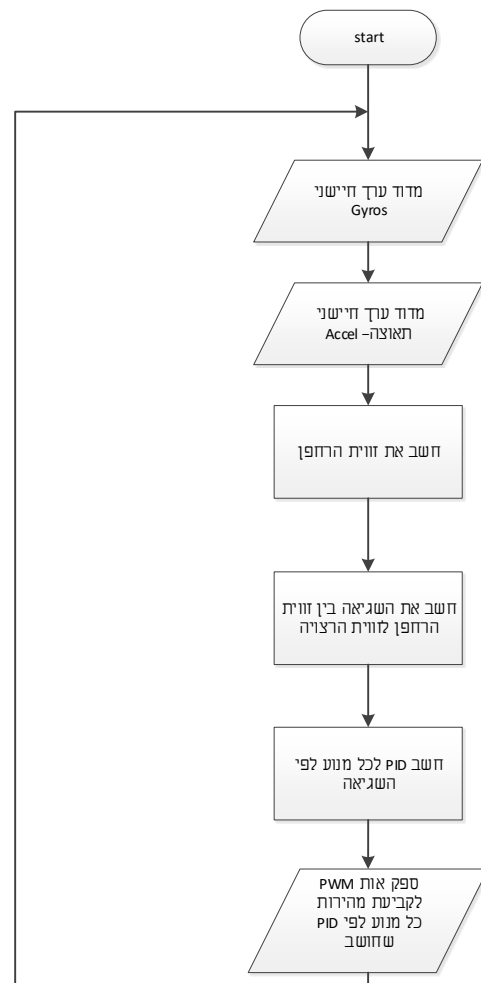 start
מדוד ערך חיישני
Gyros
מדוד ערך חיישני
תאוצה– Accel
חשב את זווית הרחפן
חשב את השגיאה בין זווית
הרחפן לזווית הרצויה
חשב PID לכל מנוע לפי
השגיאה
ספק אות PWM
לקביעת מהירות
כל מנוע לפי PID
שחושב